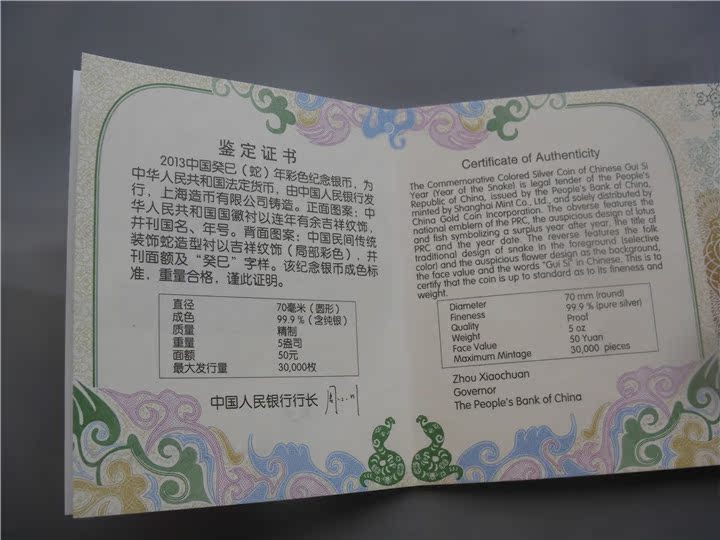 鉴定证书
2013中国癸巳（蛇）年彩色纪念银币，为
中华人民共和国法定货币，由中国人民银行发
行，上海造币有限公司铸造。正面图案：中
华人民共和国国徽衬以连年有余吉祥纹饰，
并刊国名、年号。背面图案：中国民间传统
装饰蛇造型衬以吉祥纹饰（局部彩色），并
刊面额及“癸巳”字样。该纪念银币成色标
准，重量合格，谨此证明。
直径 70毫米（圆形）
成色 99.9％（含纯银）
质量 精制
重量 5盎司
面额 50元
最大发行量 30,000枚
中国人民银行行长
Certificate of Authenticity
The Commemorative Colored Silver Coin of Chinese Gui Si
Year (Year of the Snake) is legal tender of the People's
Republic of China, issued by the People's Bank of China,
minted by Shanghai Mint Co., Ltd., and solely distributed by
China Gold Coin Incorporation. The obverse features the
national emblem of the PRC, the auspicious design of lotus
and fish symbolizing a surplus year after year, the title of
PRC and the year date. The reverse features the folk
traditional design of snake in the foreground (selective
color) and the auspicious flower design as the background,
the face value and the words "Gui Si" in Chinese. This is to
certify that the coin is up to standard as to its fineness and
weight.
Diameter 70 mm (round)
Fineness 99.9 % (pure silver)
Quality Proof
Weight 5 oz
Face Value 50 Yuan
Maximum Mintage 30,000 pieces
Zhou Xiaochuan
Governor
The People's Bank of China